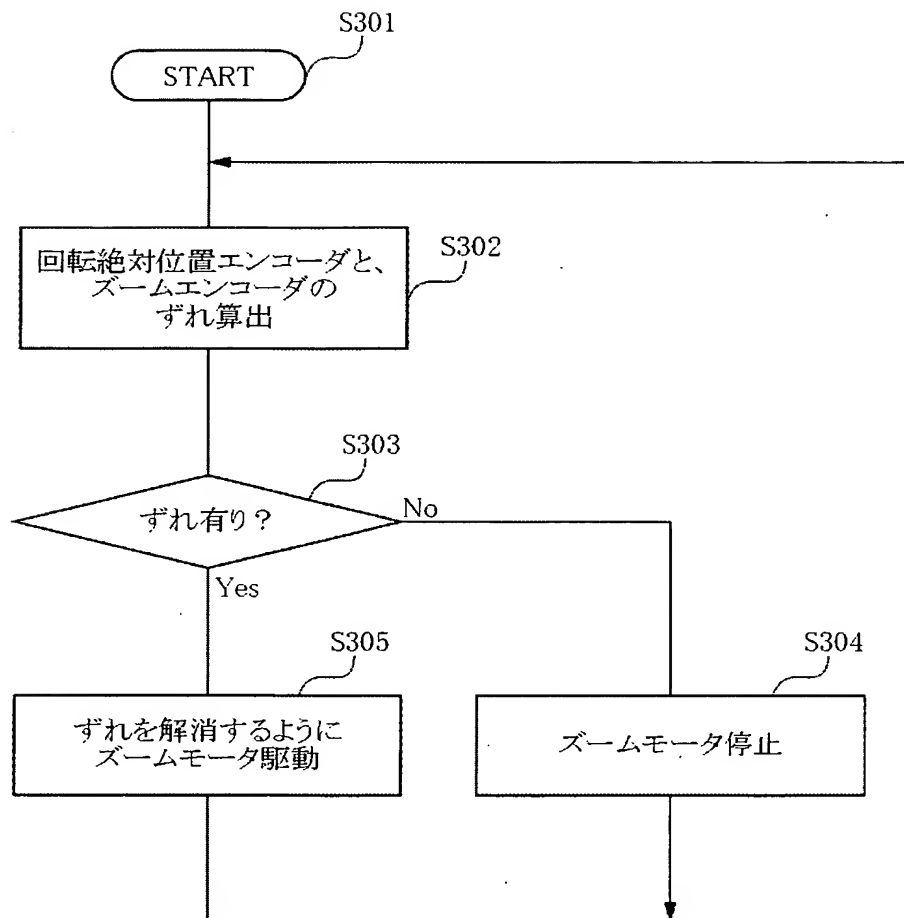 S301
START
S302
回転絶対位置エンコーダと、
ズームエンコーダの
ずれ算出
S303
ずれ有り？
No
Yes
S305
ずれを解消するように
ズームモータ駆動
S304
ズームモータ停止